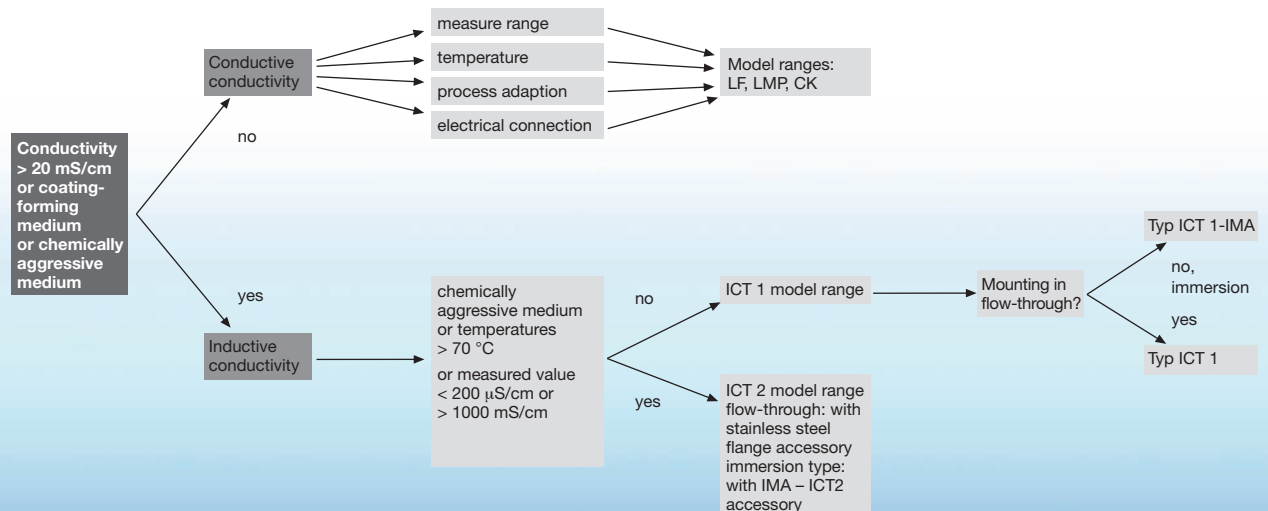 Conductivity
> 20 mS/cm
or coating-
forming
medium
or chemically
aggressive
medium
no
yes
Conductive
conductivity
measure range
temperature
process adaption
electrical connection
Model ranges:
LF, LMP, CK
Inductive
conductivity
chemically
aggressive medium
or temperatures
> 70 °C
or measured value
< 200 µS/cm or
> 1000 mS/cm
no
yes
ICT 1 model range
ICT 2 model range
flow-through: with
stainless steel
flange accessory
immersion type:
with IMA – ICT2
accessory
Mounting in
flow-through?
Typ ICT 1-IMA
no,
immersion
yes
Typ ICT 1